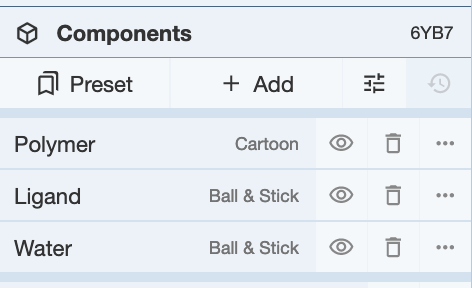 Components 6YB7
Preset + Add
Polymer Cartoon
Ligand Ball & Stick
Water Ball & Stick